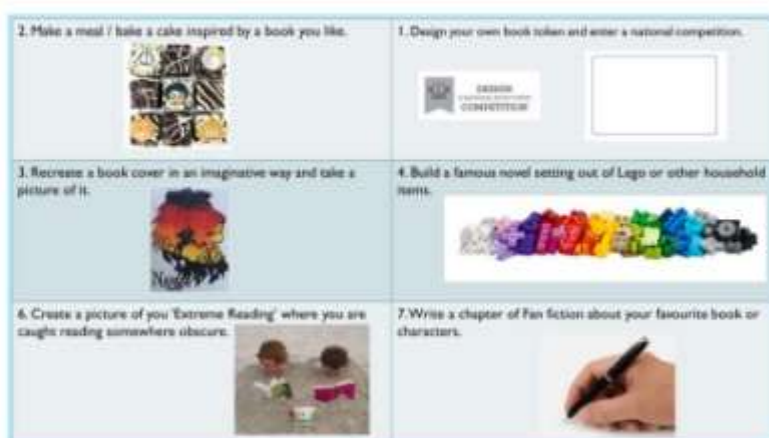 2. Make a meal / bake a cake inspired by a book you like.
1. Design your own book token and enter a national competition.
DESIGN
COMPETITION
3. Recreate a book cover in an imaginative way and take a
picture of it.
4. Build a famous novel setting out of Lego or other household
items.
6. Create a picture of you 'Extreme Reading' where you are
caught reading somewhere obscure.
7. Write a chapter of Fan fiction about your favourite book or
characters.